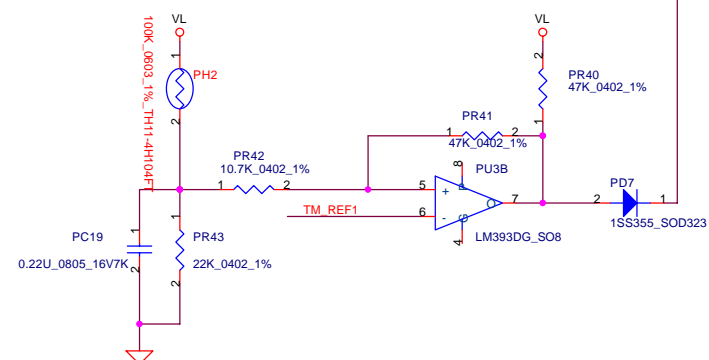 VL
VL
1
PH2
2
100K_0603_1%_TH11-4H104FT
2
PR40
47K_0402_1%
1
PR41
1
2
47K_0402_1%
PR42
10.7K_0402_1%
1
2
8
PU3B
5
+
P
7
O
6
-
G
4
LM393DG_SO8
TM_REF1
PD7
2
1
1SS355_SOD323
PC19
1
0.22U_0805_16V7K
2
1
PR43
22K_0402_1%
2